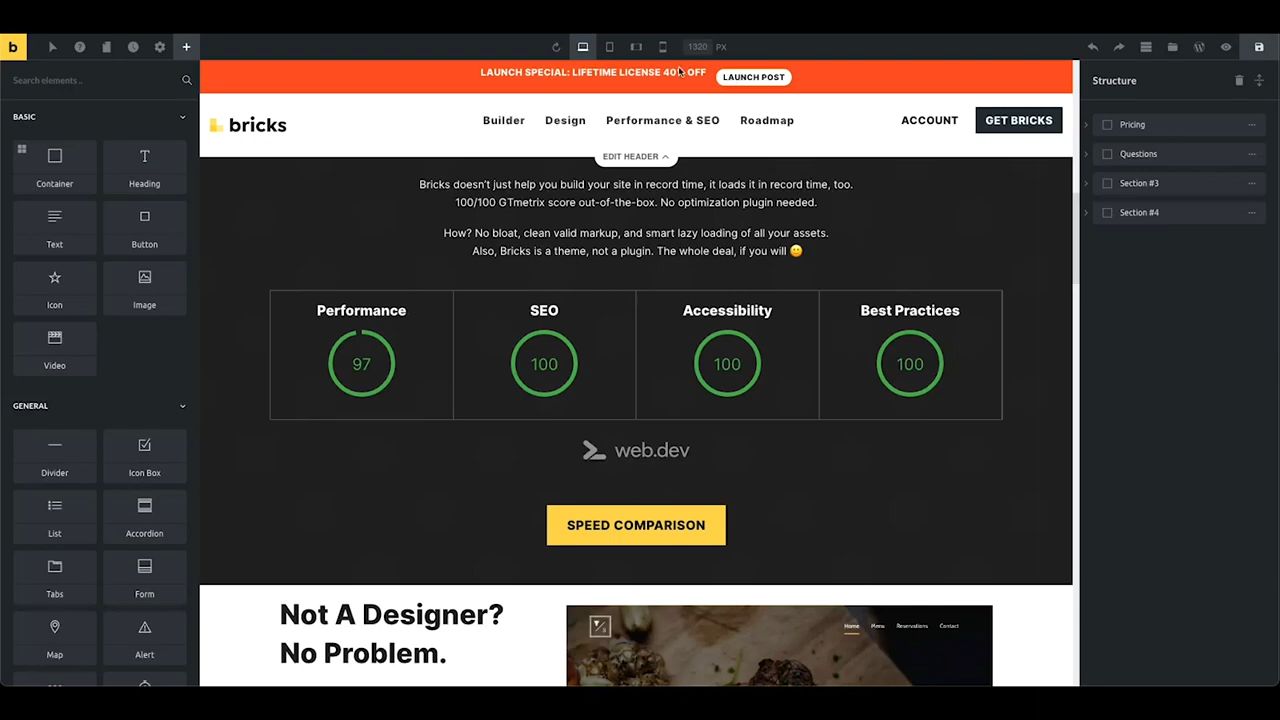 b
1320 PX
Search elements ..
BASIC
Container
Heading
Text
Button
Icon
Image
Video
GENERAL
Divider
Icon Box
List
Accordion
Tabs
Form
Map
Alert
LAUNCH SPECIAL: LIFETIME LICENSE 40% OFF
LAUNCH POST
bricks
Builder
Design
Performance & SEO
Roadmap
ACCOUNT
GET BRICKS
EDIT HEADER
Bricks doesn't just help you build your site in record time, it loads it in record time, too.
100/100 GTmetrix score out-of-the-box. No optimization plugin needed.
How? No bloat, clean valid markup, and smart lazy loading of all your assets.
Also, Bricks is a theme, not a plugin. The whole deal, if you will 🙂
Performance
SEO
Accessibility
Best Practices
97
100
100
100
web.dev
SPEED COMPARISON
Not A Designer?
No Problem.
Home
Menu
Reservations
Contact
Structure
Pricing
Questions
Section #3
Section #4